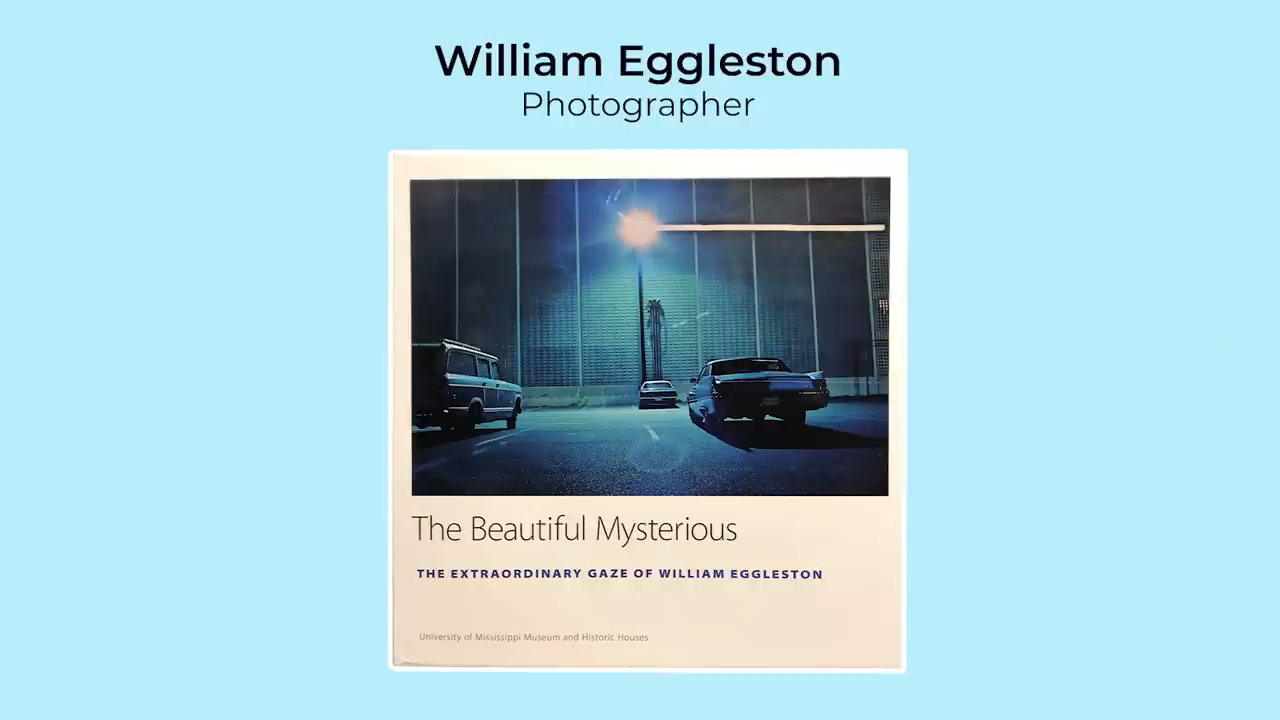 William Eggleston
Photographer
The Beautiful Mysterious
THE EXTRAORDINARY GAZE OF WILLIAM EGGLESTON
University of Mississippi Museum and Historic Houses